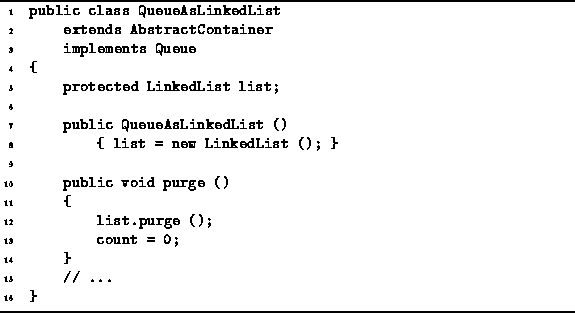 1 public class QueueAsLinkedList
2     extends AbstractContainer
3     implements Queue
4 {
5     protected LinkedList list;
6
7     public QueueAsLinkedList ()
8         { list = new LinkedList (); }
9
10     public void purge ()
11     {
12         list.purge ();
13         count = 0;
14     }
15     // ...
16 }